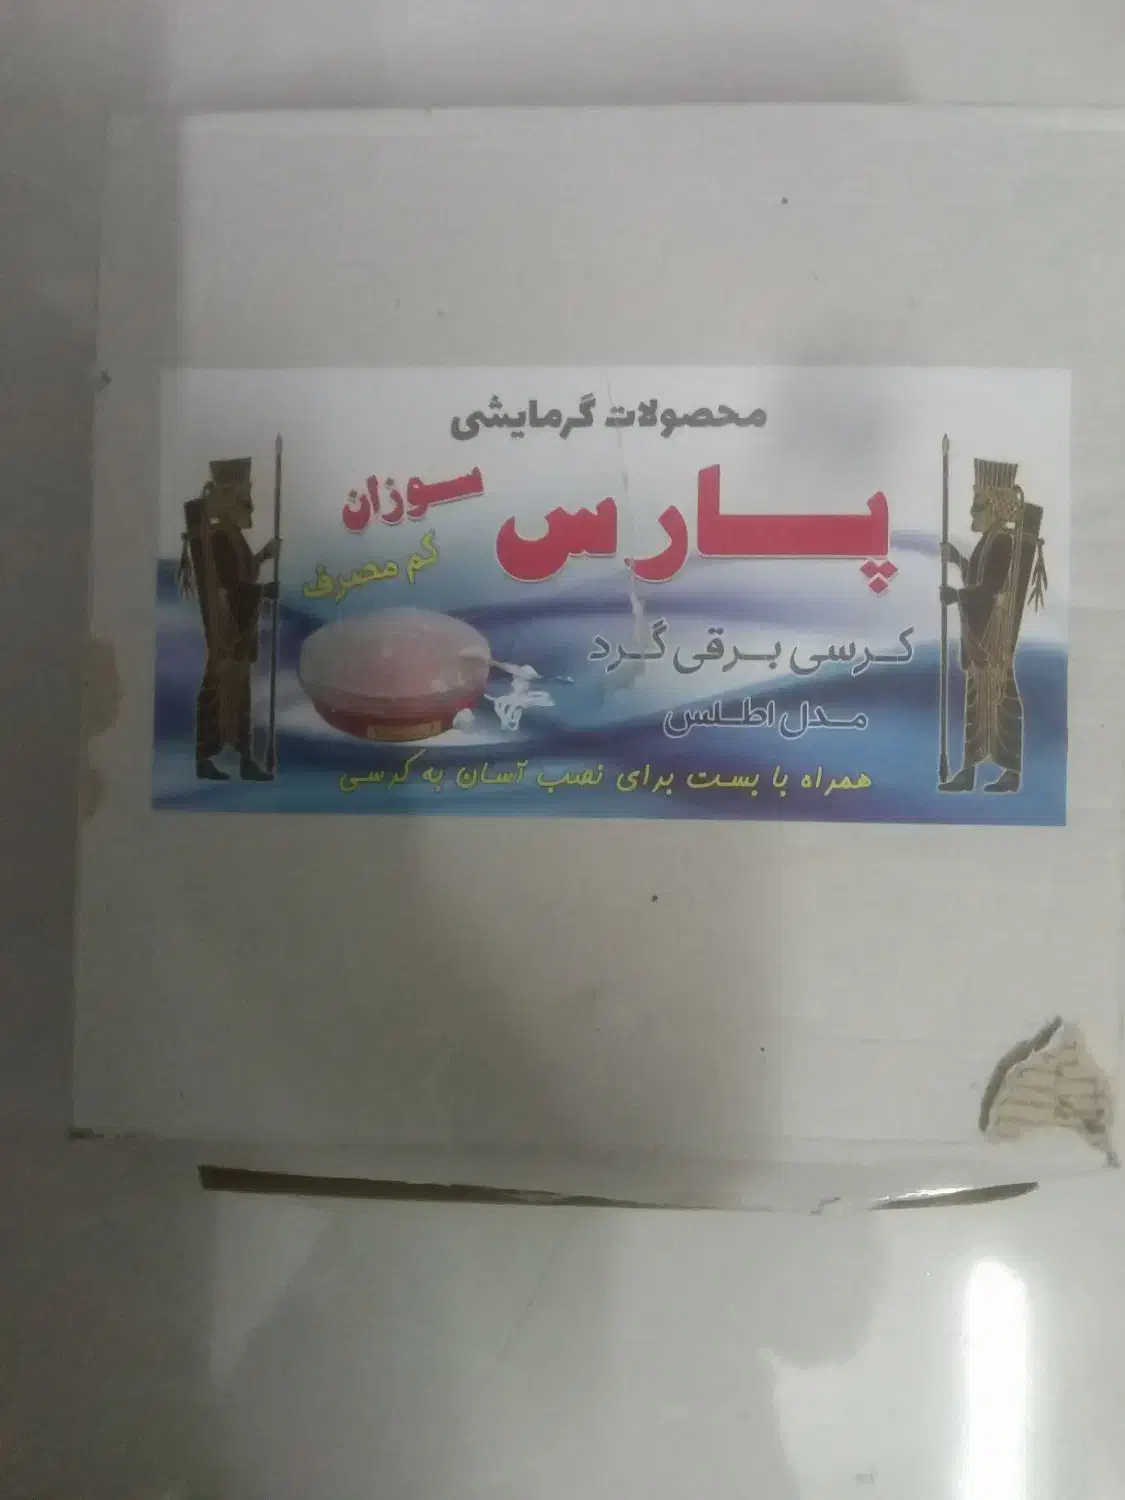 محصولات گرمایشی
پارس سوزان
کم مصرف
کرسی برقی گرد
مدل اطلس
همراه با بست برای نصب آسان به کرسی